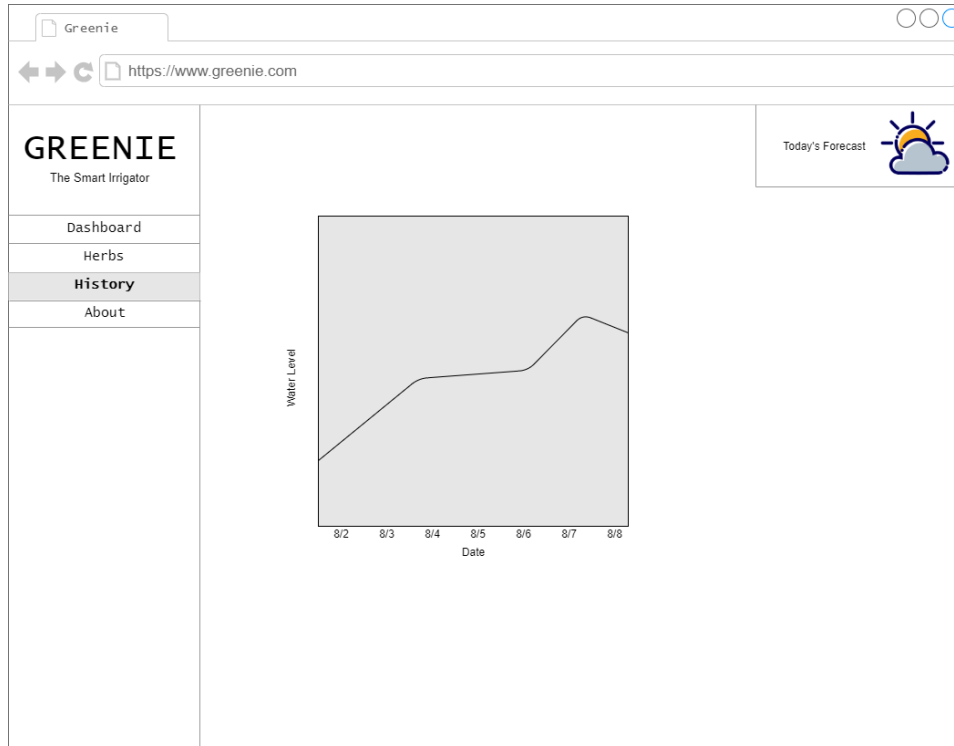 Greenie
https://www.greenie.com
GREENIE
The Smart Irrigator
Today's Forecast
Dashboard
Herbs
History
About
Water Level
8/2 8/3 8/4 8/5 8/6 8/7 8/8
Date